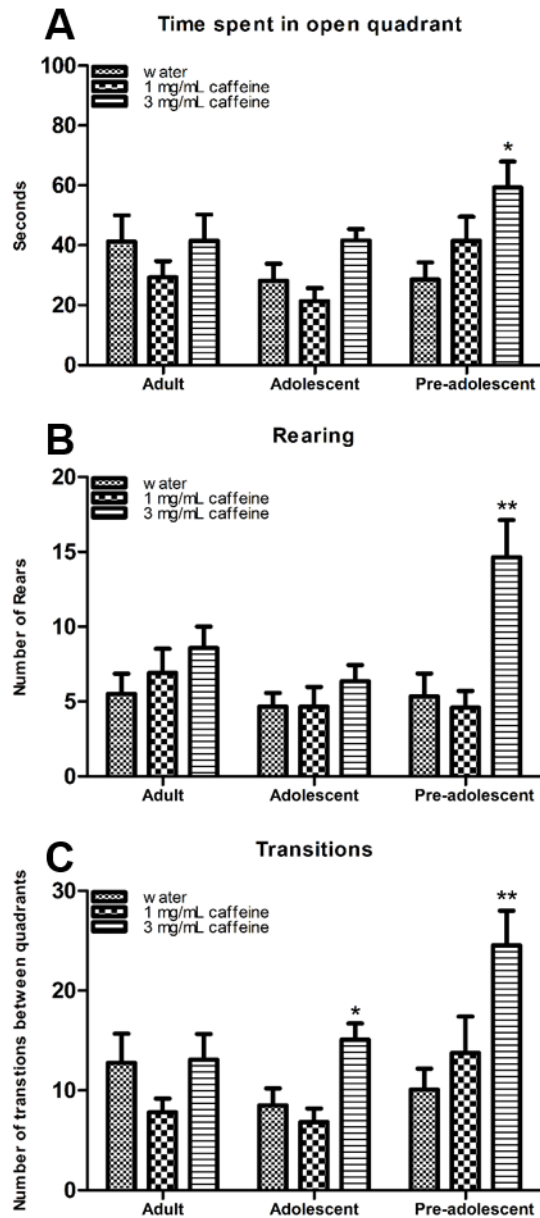 A
Time spent in open quadrant
water
1 mg/mL caffeine
3 mg/mL caffeine
Seconds
100
80
60
40
20
0
*
Adult Adolescent Pre-adolescent
B
Rearing
water
1 mg/mL caffeine
3 mg/mL caffeine
Number of Rears
20
15
10
5
0
**
Adult Adolescent Pre-adolescent
C
Transitions
water
1 mg/mL caffeine
3 mg/mL caffeine
Number of transtions between quadrants
30
20
10
0
*
**
Adult Adolescent Pre-adolescent